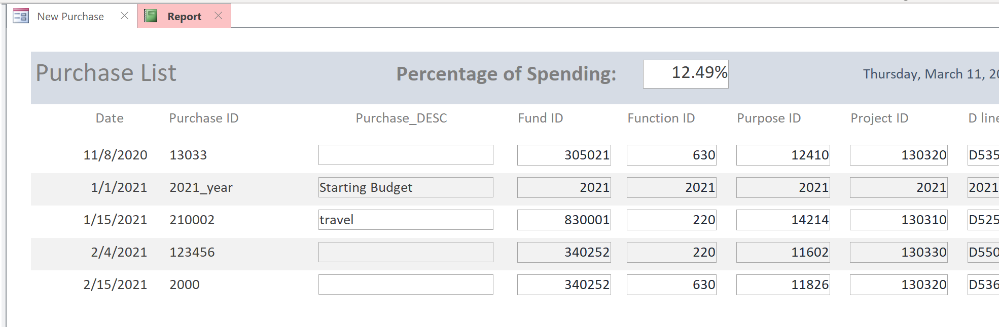 New Purchase Report
Purchase List Percentage of Spending: 12.49% Thursday, March 11, 20
Date Purchase ID Purchase_DESC Fund ID Function ID Purpose ID Project ID D line
11/8/2020 13033 305021 630 12410 130320 D535
1/1/2021 2021_year Starting Budget 2021 2021 2021 2021 2021
1/15/2021 210002 travel 830001 220 14214 130310 D525
2/4/2021 123456 340252 220 11602 130330 D550
2/15/2021 2000 340252 630 11826 130320 D536